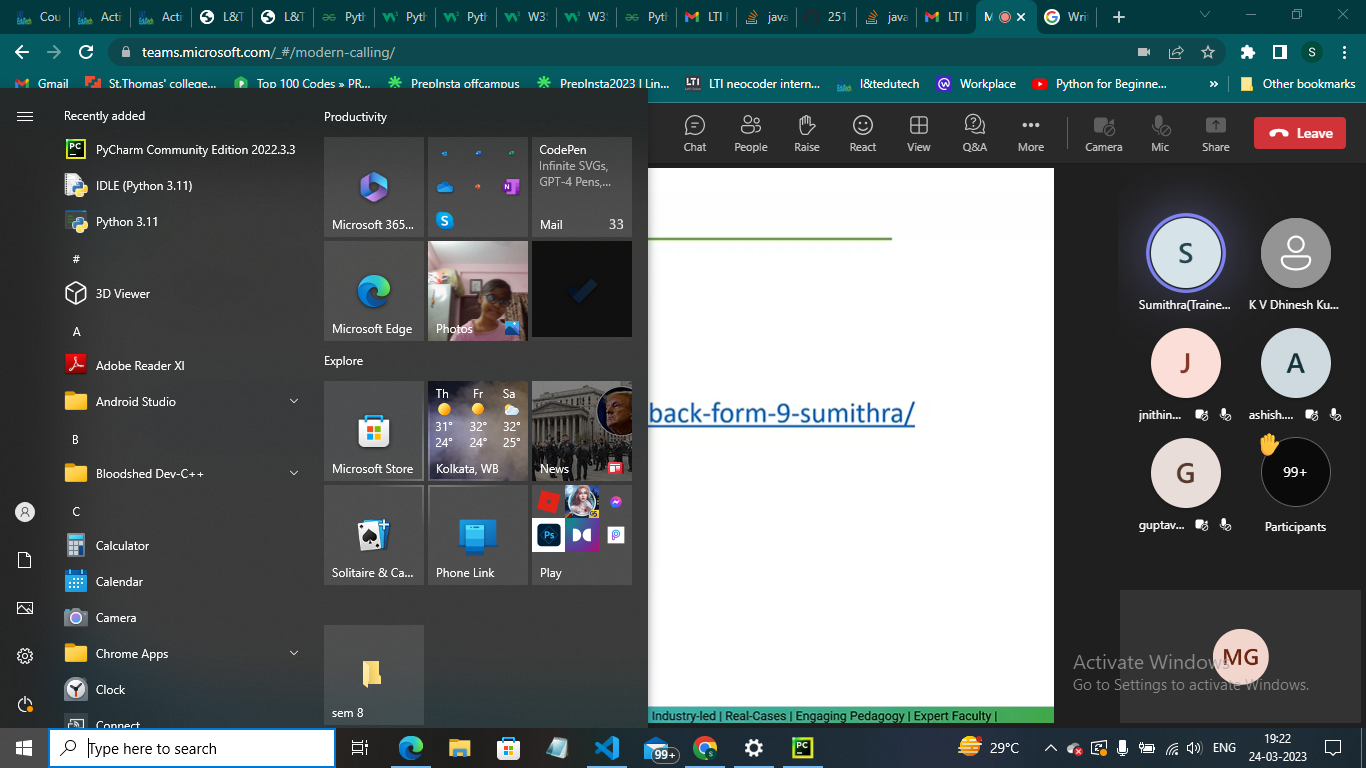 Cou
Acti
Acti
L&T
L&T
Pyth
Pyth
Pyth
W3S
W3S
Pyth
LTI I
java
251
java
LTI I
M
Writ
teams.microsoft.com/_#/modern-calling/
S
Gmail
St.Thomas' college...
Top 100 Codes » PR...
PrepInsta offcampus
PrepInsta2023 I Lin...
LTI neocoder intern...
l&tedutech
Workplace
Python for Beginne...
»
Other bookmarks
Chat
People
Raise
React
View
Q&A
More
Camera
Mic
Share
Leave
Recently added
PyCharm Community Edition 2022.3.3
IDLE (Python 3.11)
Python 3.11
#
3D Viewer
A
Adobe Reader XI
Android Studio
B
Bloodshed Dev-C++
C
Calculator
Calendar
Camera
Chrome Apps
Clock
Connect
Productivity
Microsoft 365...
CodePen
Infinite SVGs,
GPT-4 Pens,...
Mail 33
Microsoft Edge
Photos
Explore
Microsoft Store
Th Fr Sa
31° 32° 32°
24° 24° 25°
Kolkata, WB
News
Solitaire & Ca...
Phone Link
Ps
Play
sem 8
back-form-9-sumithra/
Industry-led | Real-Cases | Engaging Pedagogy | Expert Faculty |
S
Sumithra(Traine...
K V Dhinesh Ku...
J
jnithin...
A
ashish....
G
guptav...
99+
Participants
MG
Activate Windows
Go to Settings to activate Windows.
Type here to search
99+
29°C
ENG
19:22
24-03-2023